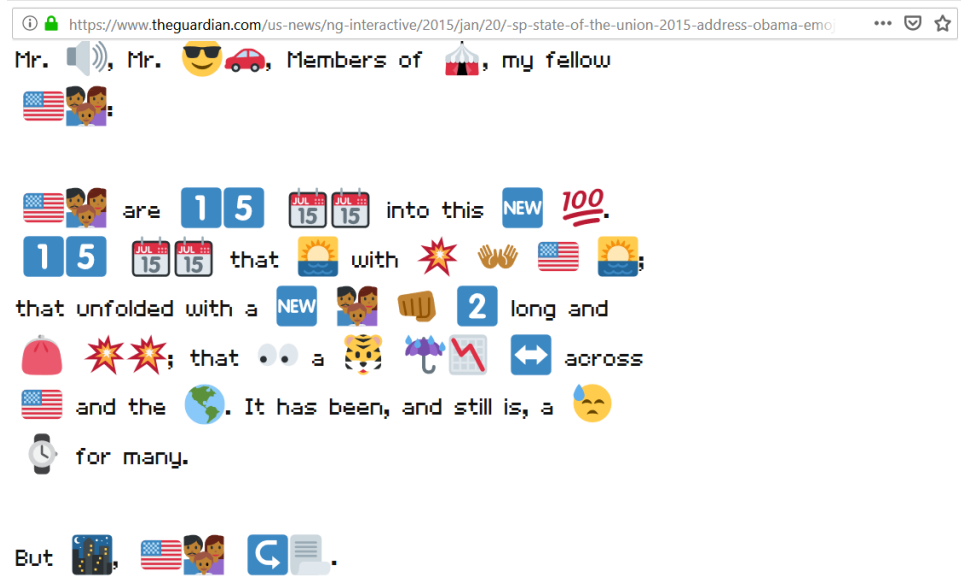 https://www.theguardian.com/us-news/ng-interactive/2015/jan/20/-sp-state-of-the-union-2015-address-obama-emoj
Mr. 🔊, Mr. 😎🚗, Members of 🎪, my fellow
🇺🇸👪:
🇺🇸👪 are 1️⃣5️⃣ 📅📅 into this 🆕 💯.
1️⃣5️⃣ 📅📅 that 🌅 with 💥 👐 🇺🇸 🌅;
that unfolded with a 🆕 👪 👊 2️⃣ long and
👛 💥💥; that 👀 a 🐯 ☔📉 ↔️ across
🇺🇸 and the 🌎. It has been, and still is, a 😓
⌚ for many.
But 🌃, 🇺🇸👪 ↪️📃.